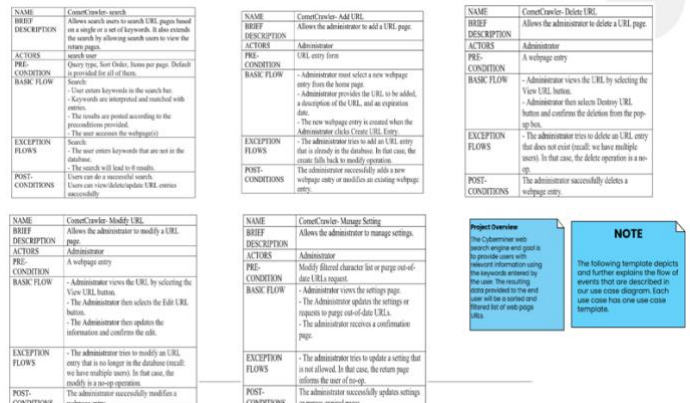 NAME CometCrawler- search
BRIEF Allows search users to search URL pages based
DESCRIPTION on a single or a set of keywords. It also extends
the search by allowing search users to view the
return pages.
ACTORS search user
PRE- Query type, Sort Order, Items per page. Default
CONDITION is provided for all of them.
BASIC FLOW Search:
- User enters keywords in the search bar.
- Keywords are interpreted and matched with
entries.
- The results are posted according to the
preconditions provided.
- The user accesses the webpage(s)
EXCEPTION Search:
FLOWS - The user enters keywords that are not in the
database.
- The search will lead to 0 results.
POST- Users can do a successful search.
CONDITIONS Users can view/delete/update URL entries
successfully
NAME CometCrawler- Add URL
BRIEF Allows the administrator to add a URL page.
DESCRIPTION
ACTORS Administrator
PRE- URL entry form
CONDITION
BASIC FLOW - Administrator must select a new webpage
entry from the home page.
- Administrator provides the URL to be added,
a description of the URL, and an expiration
date.
- The new webpage entry is created when the
Administrator clicks Create URL Entry.
EXCEPTION - The administrator tries to add an URL entry
FLOWS that is already in the database. In that case, the
create falls back to modify operation.
POST- The administrator successfully adds a new
CONDITIONS webpage entry or modifies an existing webpage
entry.
NAME CometCrawler- Delete URL
BRIEF Allows the administrator to delete a URL page.
DESCRIPTION
ACTORS Administrator
PRE- A webpage entry
CONDITION
BASIC FLOW - Administrator views the URL by selecting the
View URL button.
- Administrator then selects Destroy URL
button and confirms the deletion from the pop-
up box.
EXCEPTION - The administrator tries to delete an URL entry
FLOWS that does not exist (recall: we have multiple
users). In that case, the delete operation is a no-
op.
POST- The administrator successfully deletes a
CONDITIONS webpage entry.
NAME CometCrawler- Modify URL
BRIEF Allows the administrator to modify a URL
DESCRIPTION page.
ACTORS Administrator
PRE- A webpage entry
CONDITION
BASIC FLOW - Administrator views the URL by selecting the
View URL button.
- The Administrator then selects the Edit URL
button.
- The Administrator then updates the
information and confirms the edit.
EXCEPTION - The administrator tries to modify an URL
FLOWS entry that is no longer in the database (recall:
we have multiple users). In that case, the
modify is a no-op operation.
POST- The administrator successfully modifies a
CONDITIONS
NAME CometCrawler- Manage Setting
BRIEF Allows the administrator to manage settings.
DESCRIPTION
ACTORS Administrator
PRE- Modify filtered character list or purge out-of-
CONDITION date URLs request.
BASIC FLOW - Administrator views the settings page.
- The Administrator updates the settings or
requests to purge out-of-date URLs.
- The administrator receives a confirmation
page.
EXCEPTION - The administrator tries to update a setting that
FLOWS is not allowed. In that case, the return page
informs the user of no-op.
POST- The administrator successfully updates settings
CONDITIONS
Project Overview
The Cyberminer web
search engine end goal is
to provide users with
relevant information using
the keywords entered by
the user. The resulting
data provided to the end
user will be a sorted and
filtered list of web page
URLs
NOTE
The following template depicts
and further explains the flow of
events that are described in
our use case diagram. Each
use case has one use case
template.